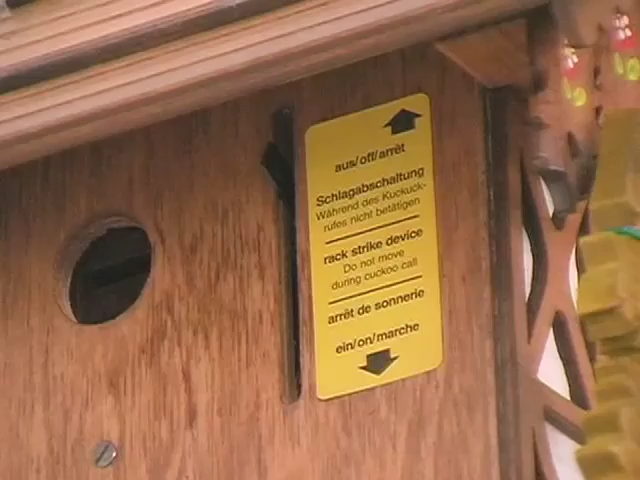 aus/off/arrêt
Schlagabschaltung
Während des Kuckuck-
rufes nicht betätigen
rack strike device
Do not move
during cuckoo call
arrêt de sonnerie
ein/on/marche